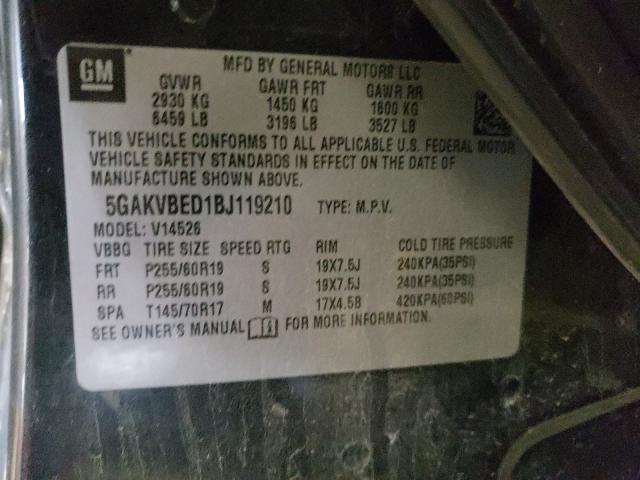 GM
MFD BY GENERAL MOTORS LLC
GVWR GAWR FRT GAWR RR
2930 KG 1450 KG 1600 KG
6459 LB 3196 LB 3527 LB
THIS VEHICLE CONFORMS TO ALL APPLICABLE U.S. FEDERAL MOTOR
VEHICLE SAFETY STANDARDS IN EFFECT ON THE DATE OF
MANUFACTURE SHOWN ABOVE.
5GAKVBED1BJ119210 TYPE: M.P.V.
MODEL: V14526
VBBG TIRE SIZE SPEED RTG RIM COLD TIRE PRESSURE
FRT P255/60R19 S 19X7.5J 240KPA(35PSI)
RR P255/60R19 S 19X7.5J 240KPA(35PSI)
SPA T145/70R17 M 17X4.5B 420KPA(60PSI)
SEE OWNER'S MANUAL FOR MORE INFORMATION.